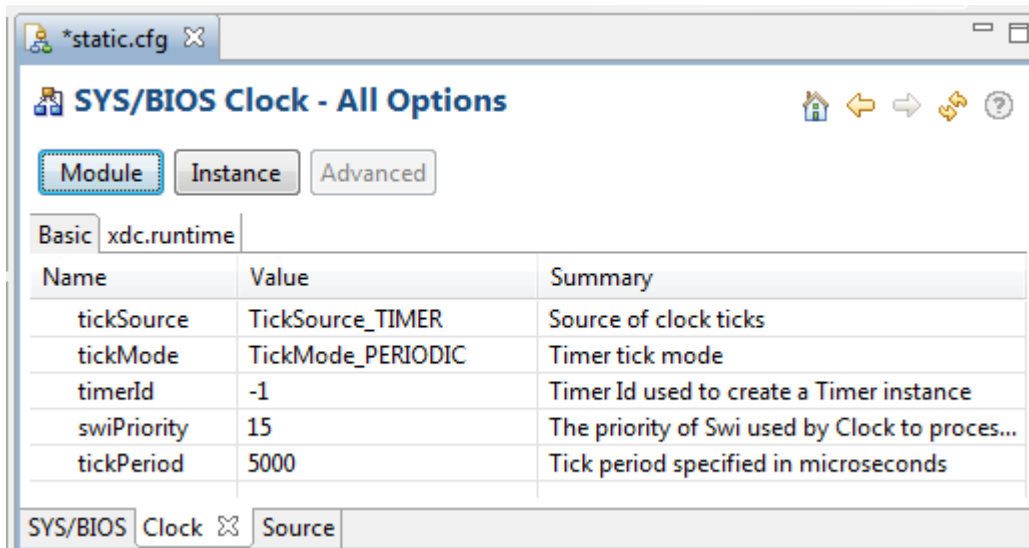 *static.cfg
SYS/BIOS Clock - All Options
Module Instance Advanced
Basic xdc.runtime
Name Value Summary
tickSource TickSource_TIMER Source of clock ticks
tickMode TickMode_PERIODIC Timer tick mode
timerId -1 Timer Id used to create a Timer instance
swiPriority 15 The priority of Swi used by Clock to proces...
tickPeriod 5000 Tick period specified in microseconds
SYS/BIOS Clock Source